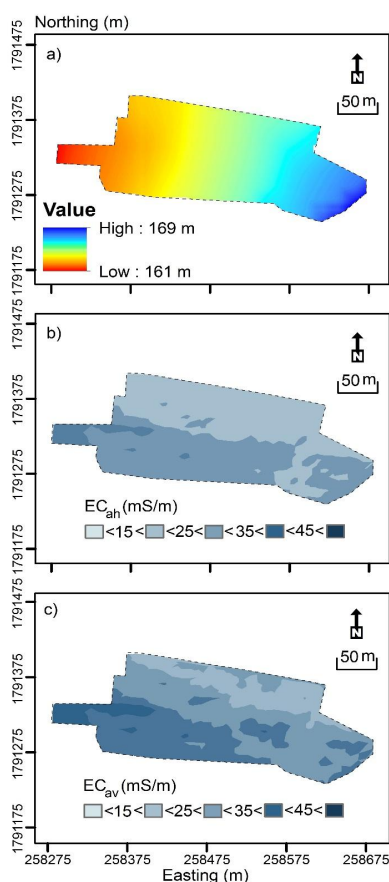 Northing (m)
a)
N
50 m
Value
High : 169 m
Low : 161 m
1791475
1791375
1791275
1791175
b)
N
50 m
ECah (mS/m)
<15< <25< <35< <45<
1791475
1791375
1791275
1791175
c)
N
50 m
ECav (mS/m)
<15< <25< <35< <45<
1791475
1791375
1791275
1791175
258275 258375 258475 258575 258675
Easting (m)